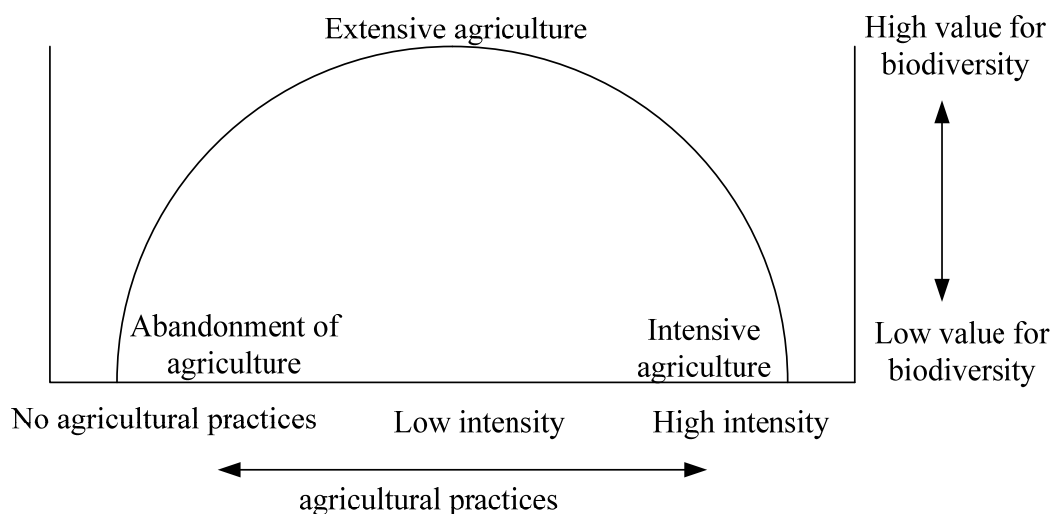 Extensive agriculture
High value for
biodiversity
Abandonment of
agriculture
Intensive
agriculture
Low value for
biodiversity
No agricultural practices
Low intensity
High intensity
agricultural practices